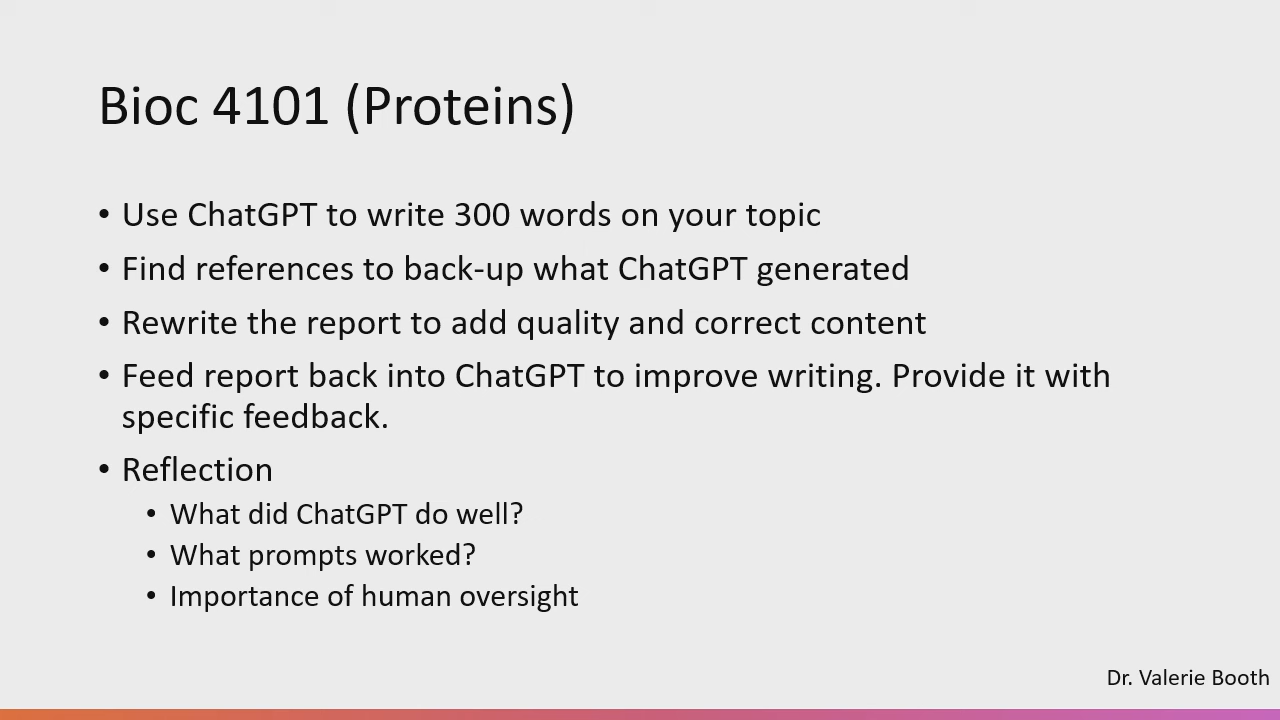 Bioc 4101 (Proteins)
• Use ChatGPT to write 300 words on your topic
• Find references to back-up what ChatGPT generated
• Rewrite the report to add quality and correct content
• Feed report back into ChatGPT to improve writing. Provide it with
specific feedback.
• Reflection
• What did ChatGPT do well?
• What prompts worked?
• Importance of human oversight
Dr. Valerie Booth